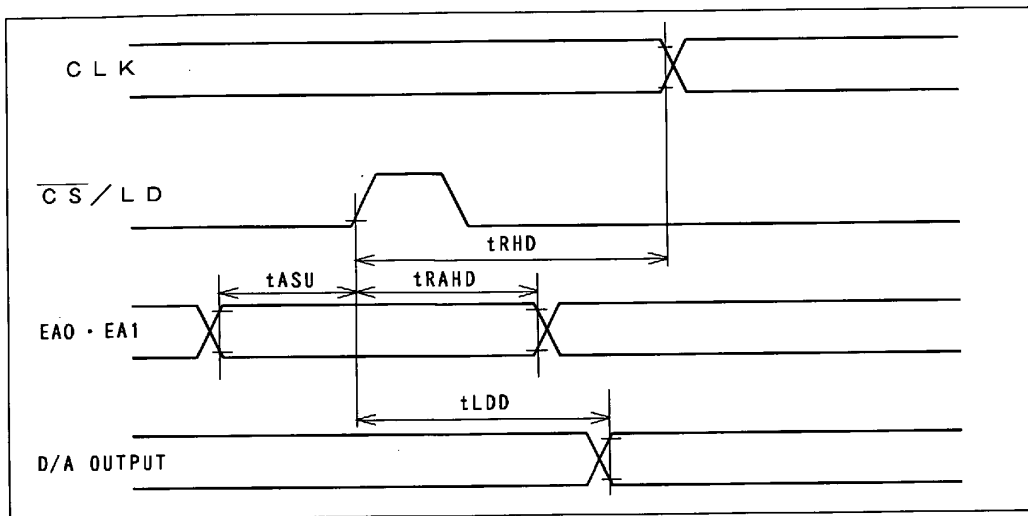 CLK
CS/LD
tRHD
tASU
tRAHD
EA0・EA1
tLDD
D/A OUTPUT